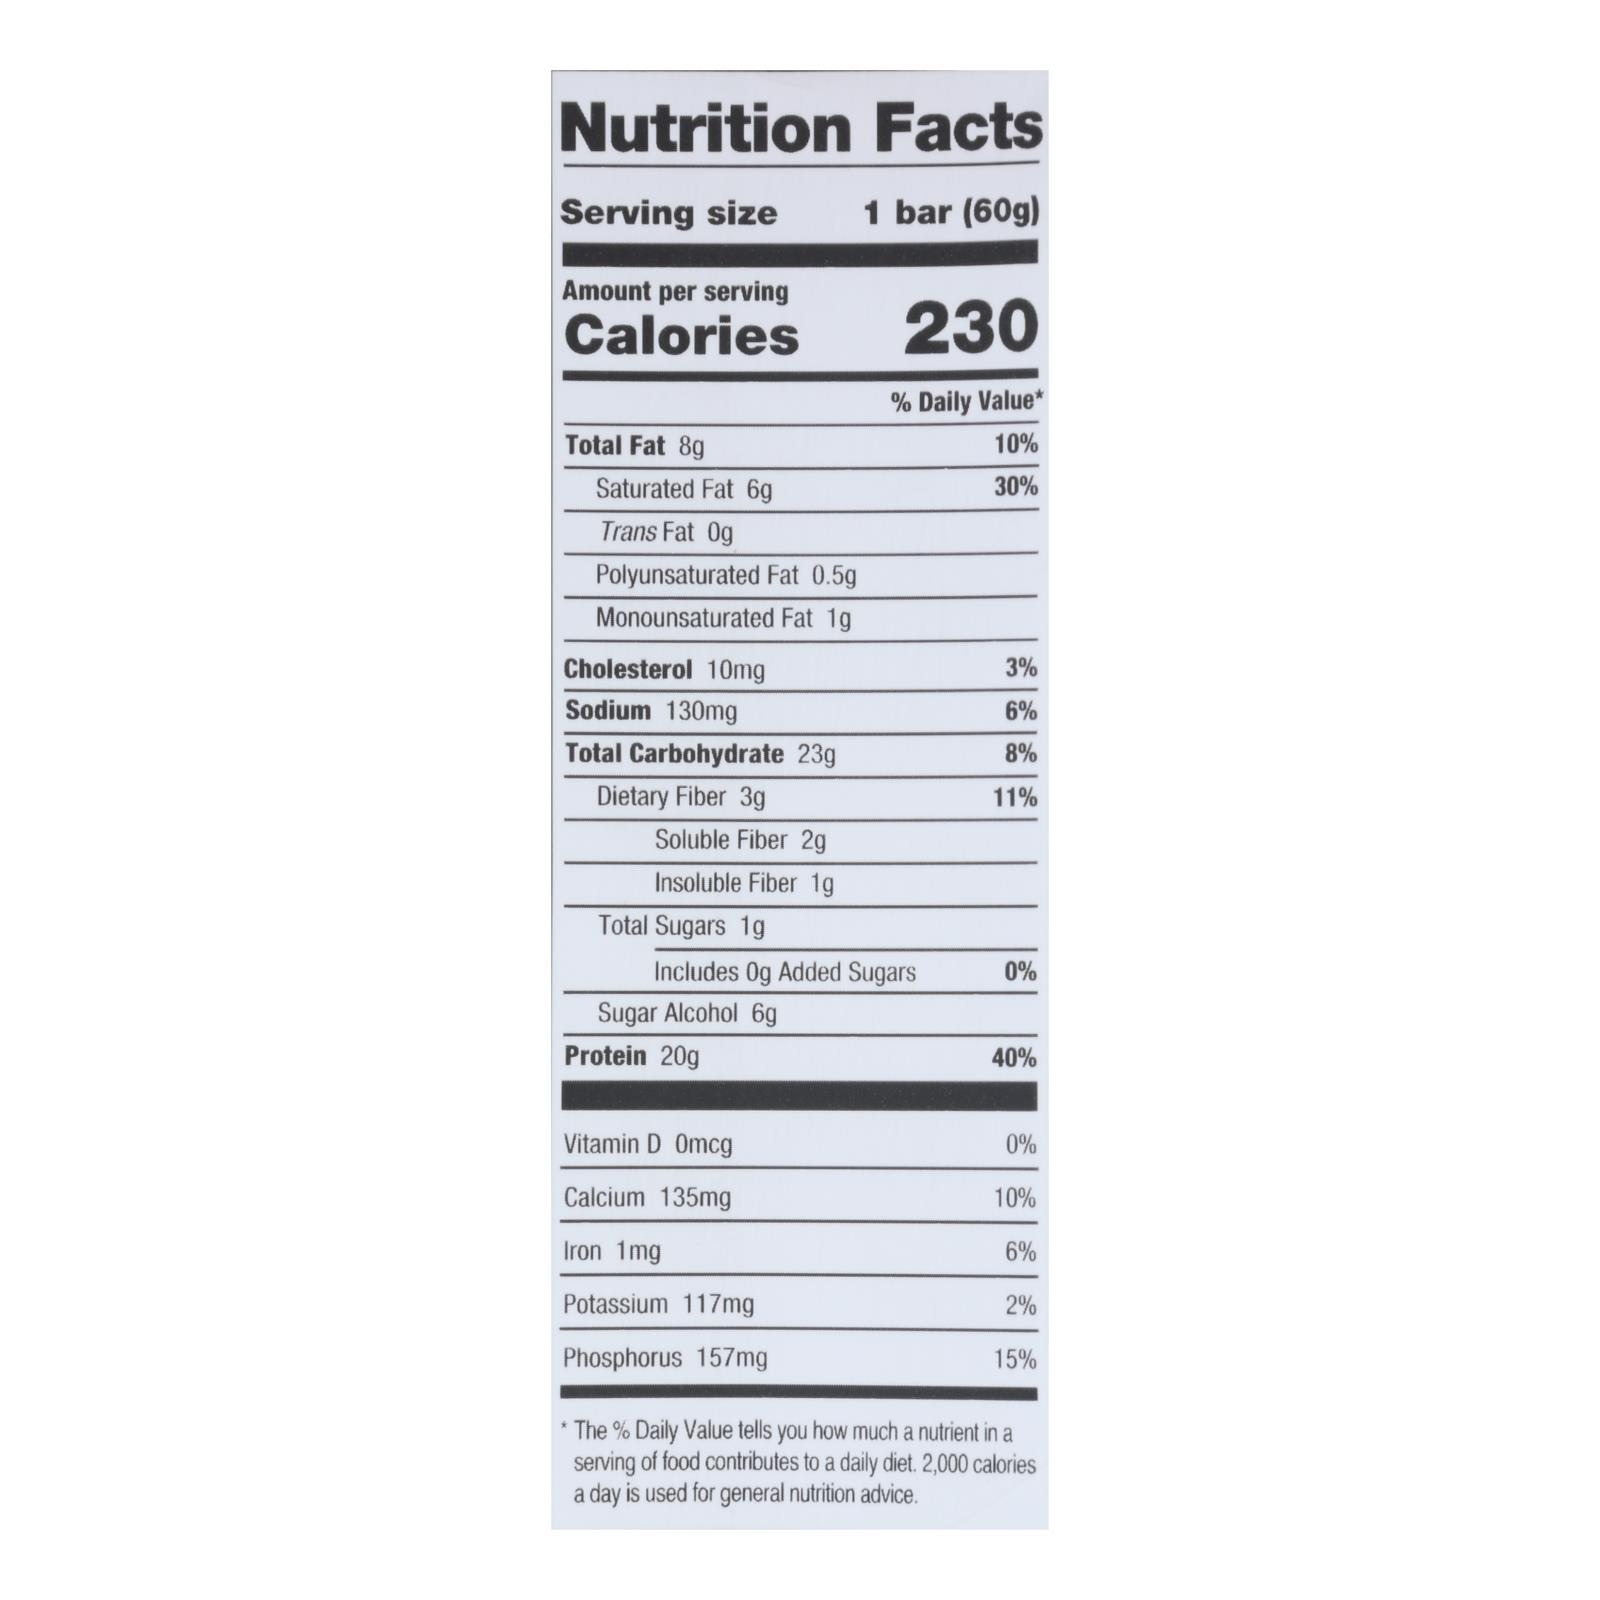 Nutrition Facts
Serving size 1 bar (60g)
Amount per serving
Calories 230
% Daily Value*
Total Fat 8g 10%
Saturated Fat 6g 30%
Trans Fat 0g
Polyunsaturated Fat 0.5g
Monounsaturated Fat 1g
Cholesterol 10mg 3%
Sodium 130mg 6%
Total Carbohydrate 23g 8%
Dietary Fiber 3g 11%
Soluble Fiber 2g
Insoluble Fiber 1g
Total Sugars 1g
Includes 0g Added Sugars 0%
Sugar Alcohol 6g
Protein 20g 40%
Vitamin D 0mcg 0%
Calcium 135mg 10%
Iron 1mg 6%
Potassium 117mg 2%
Phosphorus 157mg 15%
* The % Daily Value tells you how much a nutrient in a
serving of food contributes to a daily diet. 2,000 calories
a day is used for general nutrition advice.